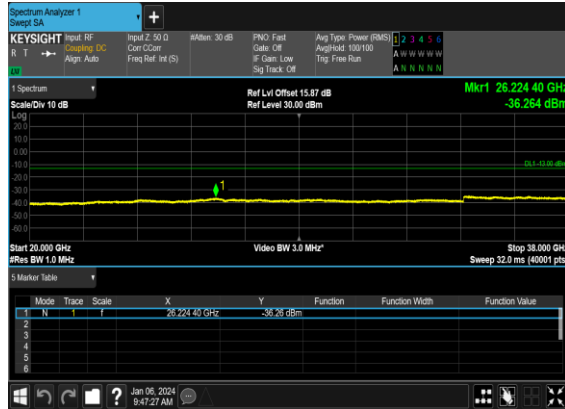 Spectrum Analyzer 1
Swept SA
KEYSIGHT Input: RF
R T Coupling: DC
Align: Auto
Input Z: 50 Ω
Corr CCorr
Freq Ref: Int (S)
#Atten: 30 dB
PNO: Fast
Gate: Off
IF Gain: Low
Sig Track: Off
Avg Type: Power (RMS)
Avg|Hold: 100/100
Trig: Free Run
1 2 3 4 5 6
A W W W W W
A N N N N N
1 Spectrum
Scale/Div 10 dB
Ref Lvl Offset 15.87 dB
Ref Level 30.00 dBm
Mkr1 26.224 40 GHz
-36.264 dBm
Log
20.0
10.0
0.00
-10.0
-20.0
-30.0
-40.0
-50.0
-60.0
DL1 -13.00 dBm
1
Start 20.000 GHz
#Res BW 1.0 MHz
Video BW 3.0 MHz*
Stop 38.000 GHz
Sweep 32.0 ms (40001 pts)
5 Marker Table
Mode Trace Scale X Y Function Function Width Function Value
1 N 1 f 26.224 40 GHz -36.26 dBm
2
3
4
5
6
Jan 06, 2024
9:47:27 AM